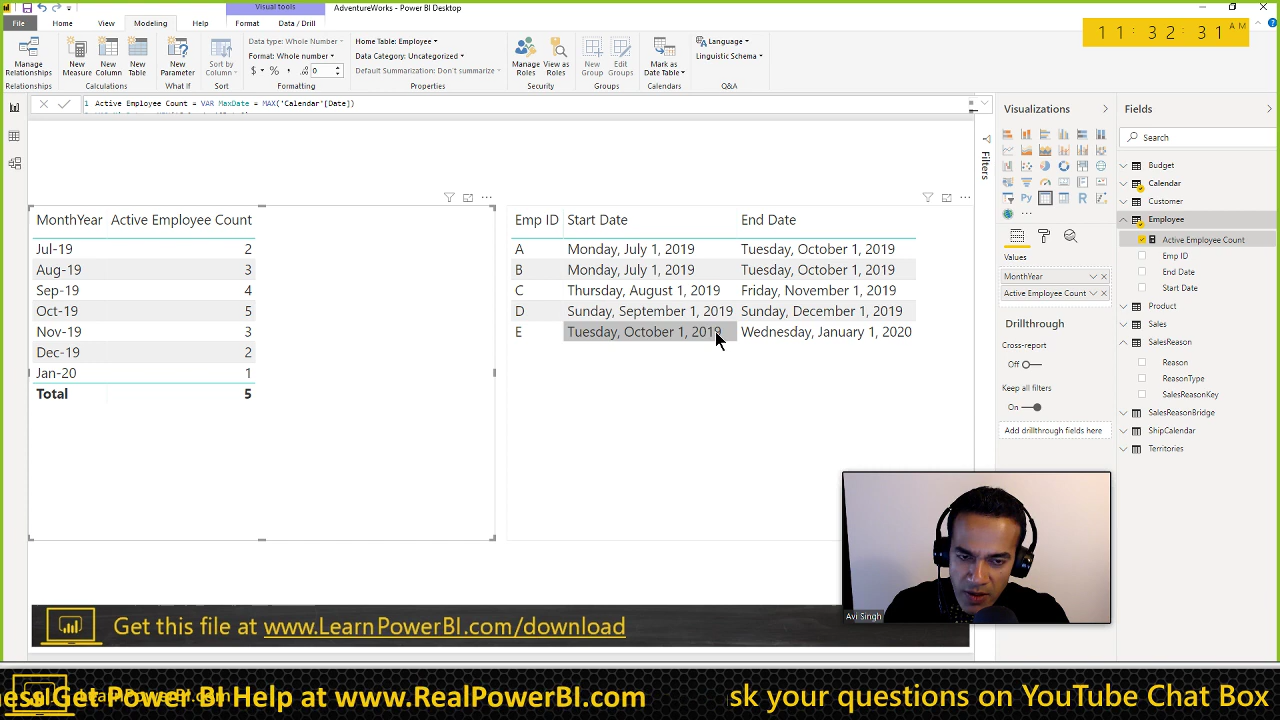 Visual tools
AdventureWorks - Power BI Desktop
File Home View Modeling Help Format Data / Drill
11:32:31 AM
Manage Relationships
New Measure
New Column
New Table
New Parameter
Sort by Column
Data type: Whole Number
Format: Whole number
$ % , 0
Home Table: Employee
Data Category: Uncategorized
Default Summarization: Don't summarize
Manage Roles
View as Roles
New Group
Edit Groups
Mark as Date Table
Language
Linguistic Schema
Relationships Calculations What If Sort Formatting Properties Security Groups Calendars Q&A
1 Active Employee Count = VAR MaxDate = MAX('Calendar'[Date])
MonthYear Active Employee Count
Jul-19 2
Aug-19 3
Sep-19 4
Oct-19 5
Nov-19 3
Dec-19 2
Jan-20 1
Total 5
Emp ID Start Date End Date
A Monday, July 1, 2019 Tuesday, October 1, 2019
B Monday, July 1, 2019 Tuesday, October 1, 2019
C Thursday, August 1, 2019 Friday, November 1, 2019
D Sunday, September 1, 2019 Sunday, December 1, 2019
E Tuesday, October 1, 2019 Wednesday, January 1, 2020
Filters
Visualizations
R
Py
Values
MonthYear
Active Employee Count
Drillthrough
Cross-report
Off
Keep all filters
On
Add drillthrough fields here
Fields
Search
Budget
Calendar
Customer
Employee
Active Employee Count
Emp ID
End Date
Start Date
Product
Sales
SalesReason
Reason
ReasonType
SalesReasonKey
SalesReasonBridge
ShipCalendar
Territories
Avi Singh
Get this file at www.LearnPowerBI.com/download
ness Get Power BI Help at www.RealPowerBI.com
sk your questions on YouTube Chat Box